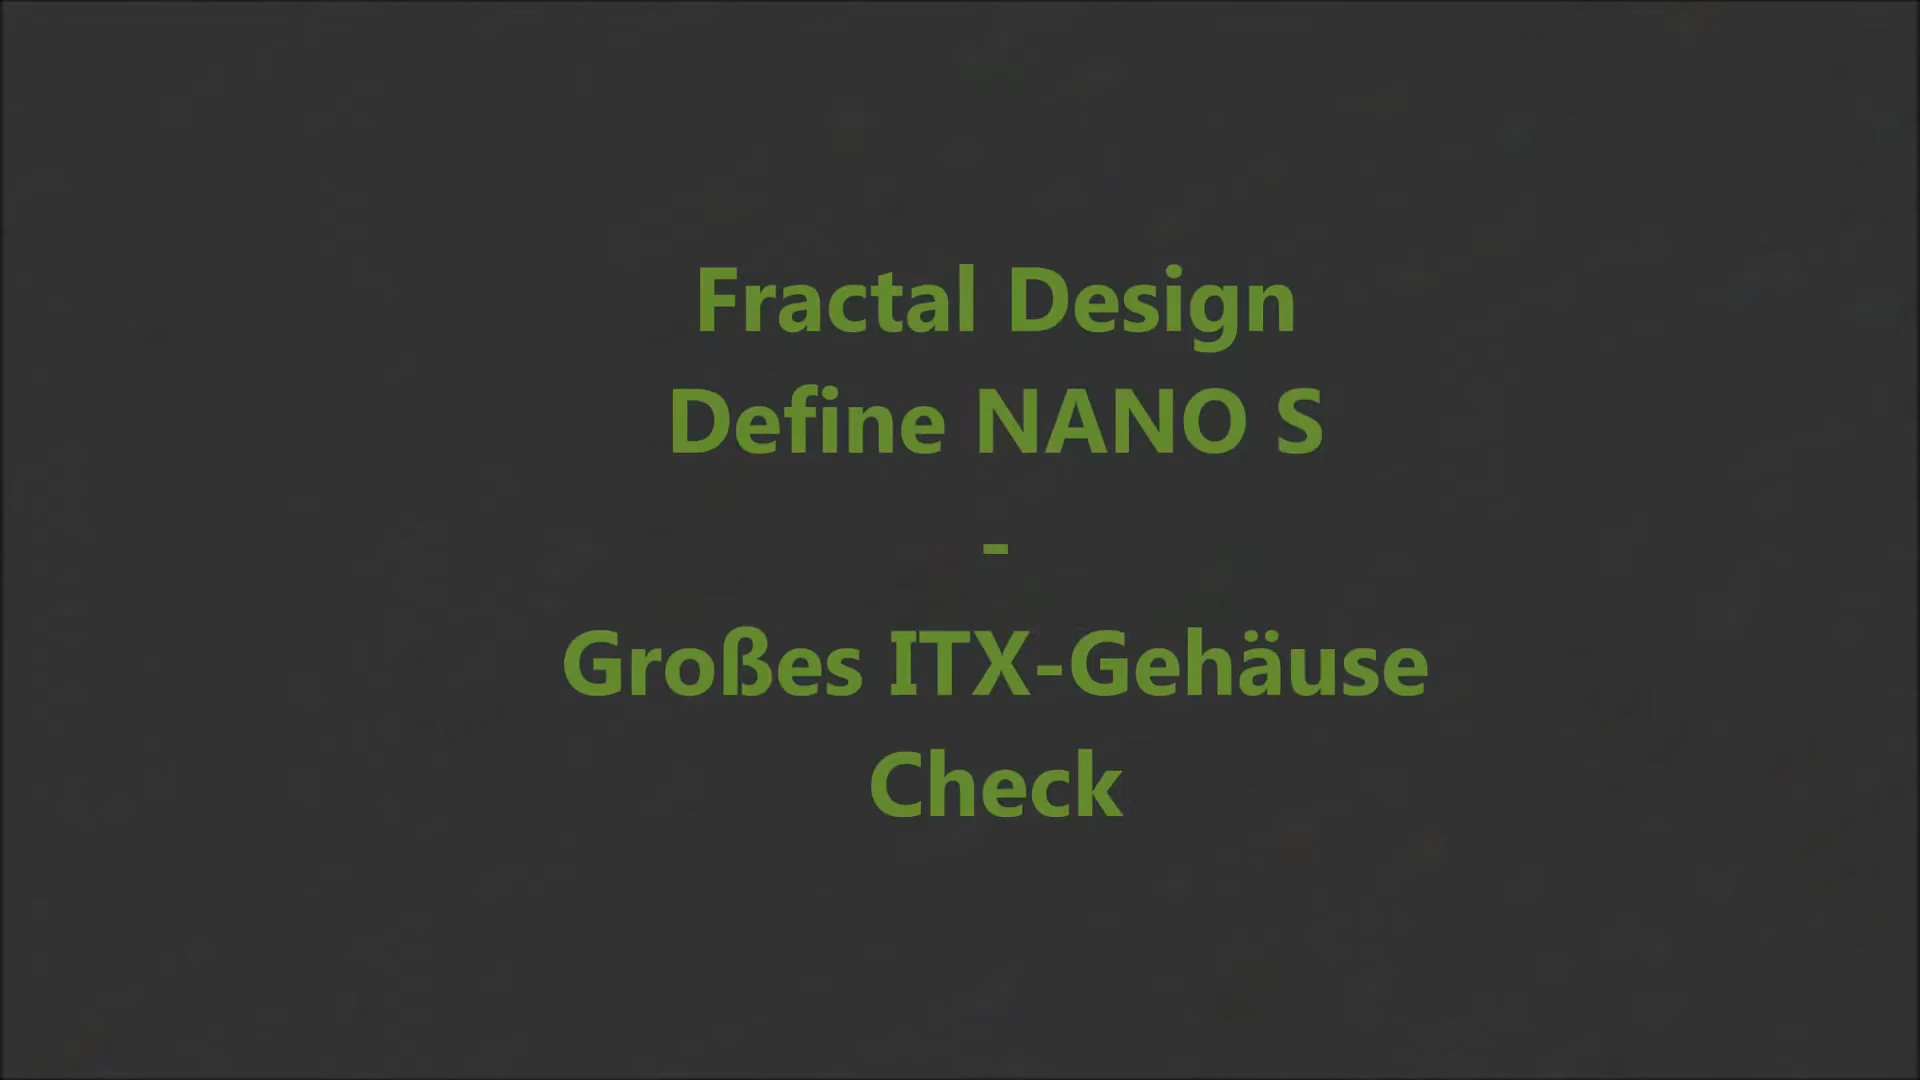 Fractal Design
Define NANO S
-
Großes ITX-Gehäuse
Check